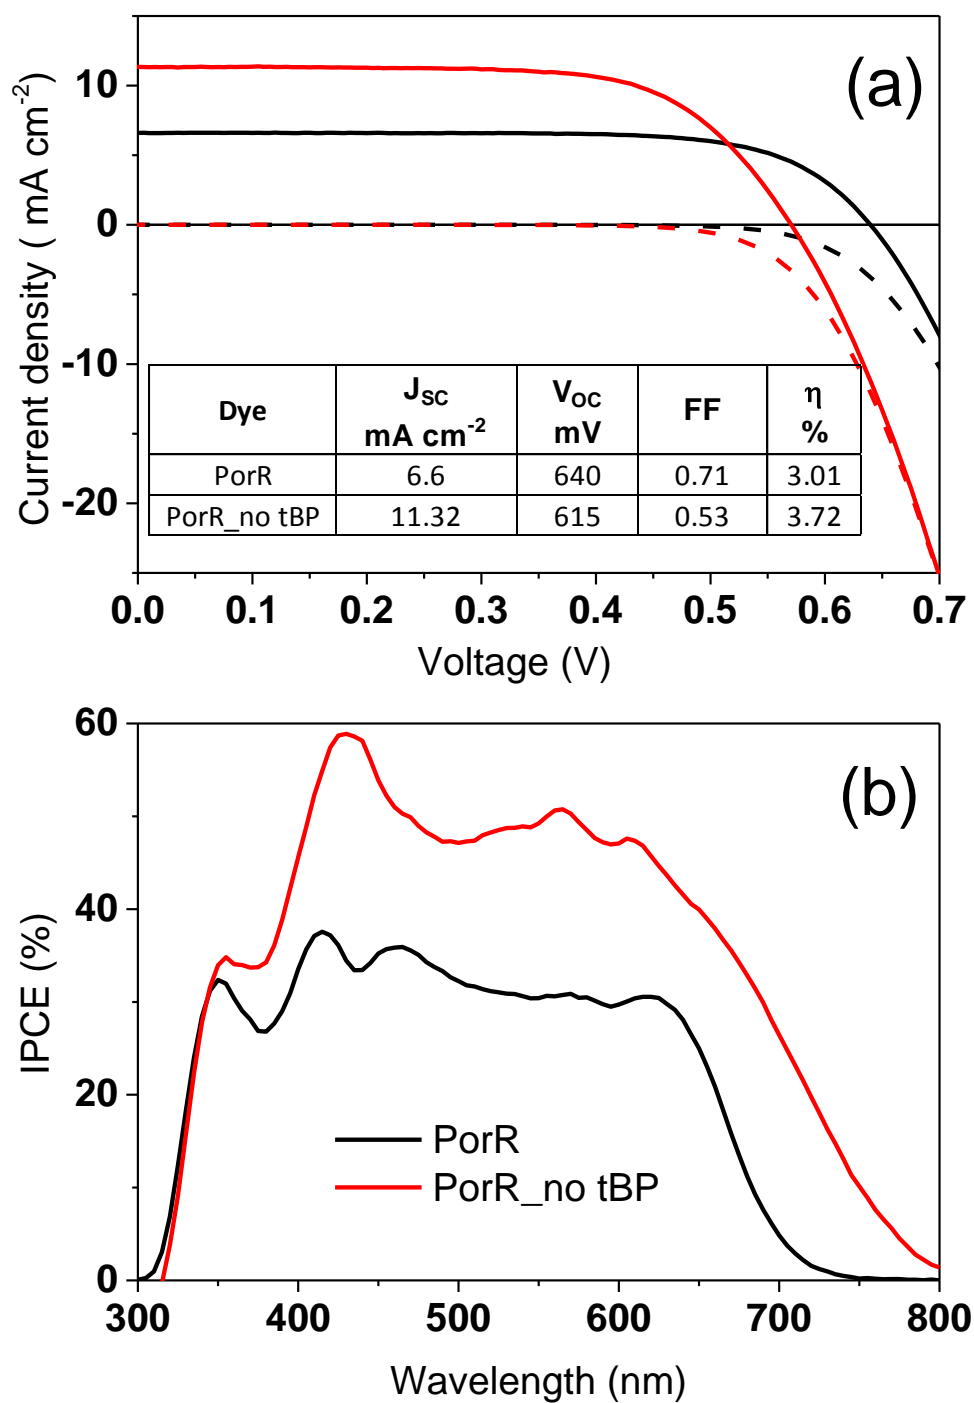 (a)
Current density ( mA cm-2)
10
0
-10
-20
Dye JSC mA cm-2 VOC mV FF η %
PorR 6.6 640 0.71 3.01
PorR_no tBP 11.32 615 0.53 3.72
0.0 0.1 0.2 0.3 0.4 0.5 0.6 0.7
Voltage (V)
(b)
IPCE (%)
60
40
20
0
PorR
PorR_no tBP
300 400 500 600 700 800
Wavelength (nm)